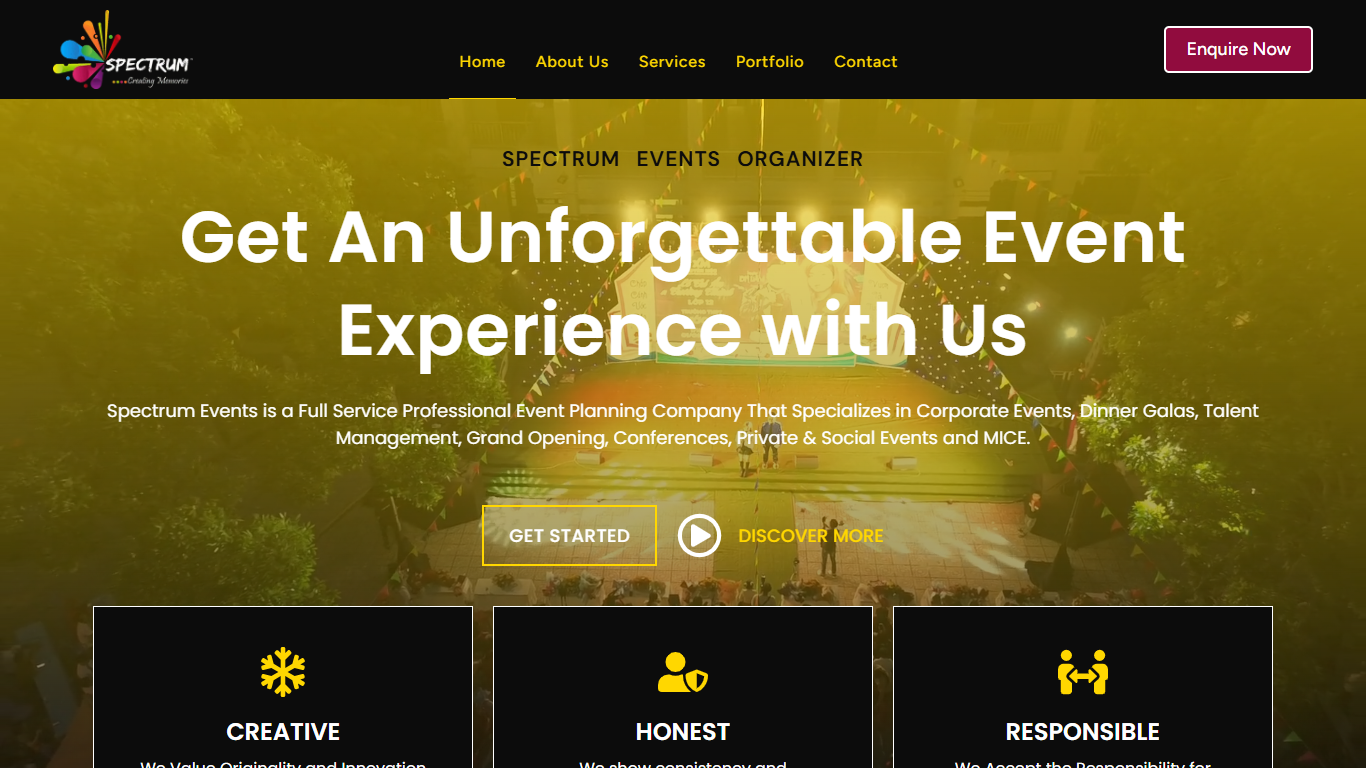 SPECTRUM
Creating Memories
Home
About Us
Services
Portfolio
Contact
Enquire Now
SPECTRUM EVENTS ORGANIZER
Get An Unforgettable Event
Experience with Us
Spectrum Events is a Full Service Professional Event Planning Company That Specializes in Corporate Events, Dinner Galas, Talent
Management, Grand Opening, Conferences, Private & Social Events and MICE.
GET STARTED
DISCOVER MORE
CREATIVE
HONEST
RESPONSIBLE
We Value Originality and Innovation
We show consistency and
We Accept the Responsibility for